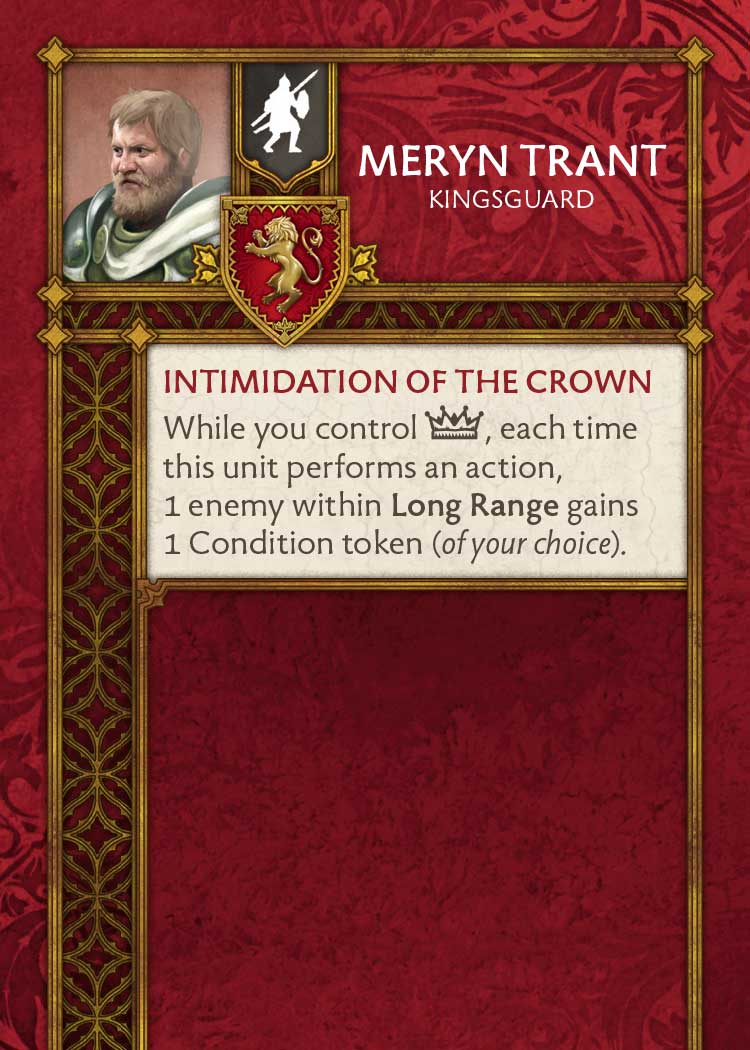 MERYN TRANT
KINGSGUARD
INTIMIDATION OF THE CROWN
While you control , each time
this unit performs an action,
1 enemy within Long Range gains
1 Condition token (of your choice).